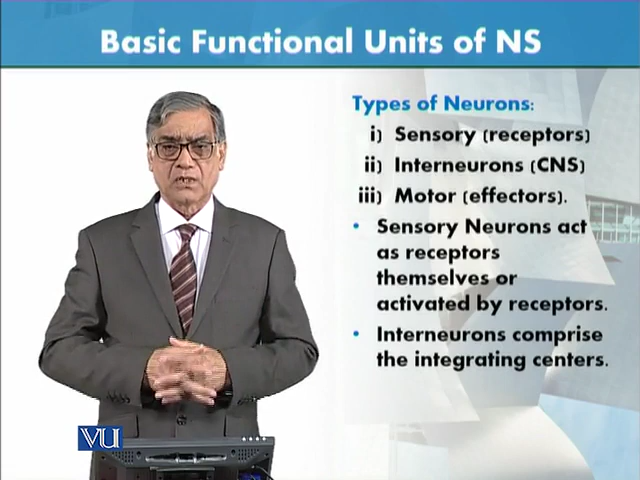 Basic Functional Units of NS
Types of Neurons:
i) Sensory (receptors)
ii) Interneurons (CNS)
iii) Motor (effectors).
• Sensory Neurons act
as receptors
themselves or
activated by receptors.
• Interneurons comprise
the integrating centers.
VU